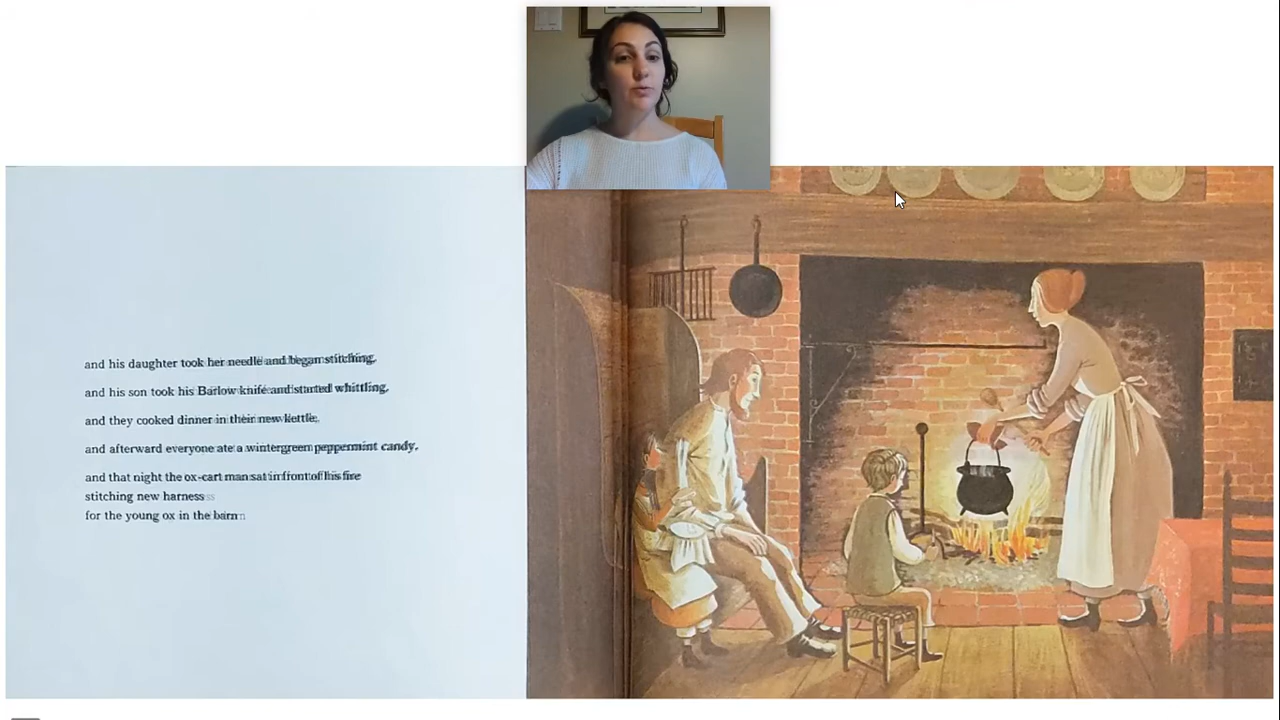 and his daughter took her needle and began stitching,
and his son took his Barlow knife and started whittling,
and they cooked dinner in their new kettle,
and afterward everyone ate a wintergreen peppermint candy,
and that night the ox-cart man sat in front of his fire
stitching new harness
for the young ox in the barn